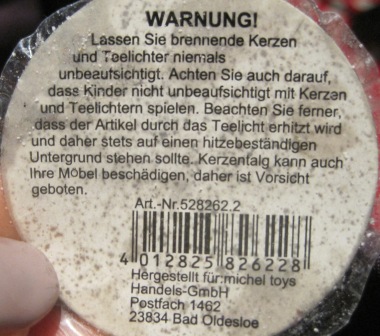 WARNUNG!
Lassen Sie brennende Kerzen
und Teelichter niemals
unbeaufsichtigt. Achten Sie auch darauf,
dass Kinder nicht unbeaufsichtigt mit Kerzen
und Teelichtern spielen. Beachten Sie ferner,
dass der Artikel durch das Teelicht erhitzt wird
und daher stets auf einen hitzebeständigen
Untergrund stehen sollte. Kerzentalg kann auch
Ihre Möbel beschädigen, daher ist Vorsicht
geboten.
Art.-Nr.528262.2
4 012825 826228
Hergestellt für:michel toys
Handels-GmbH
Postfach 1462
23834 Bad Oldesloe